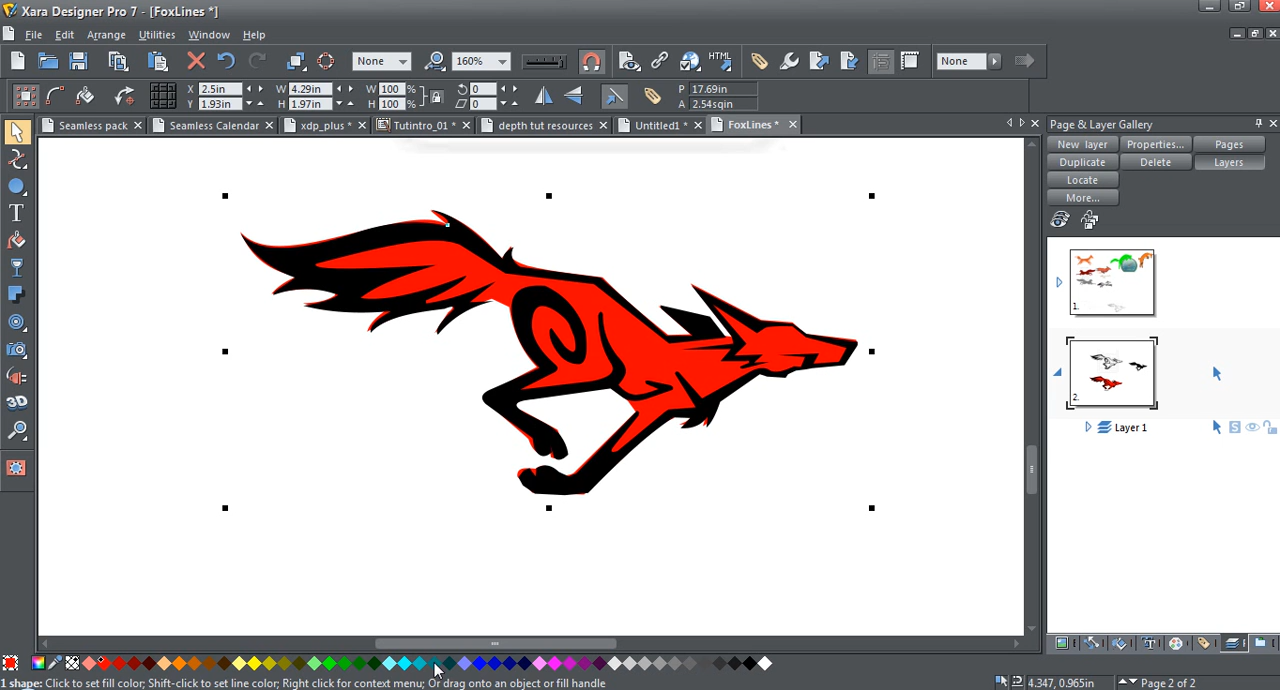 Xara Designer Pro 7 - [FoxLines *]
File Edit Arrange Utilities Window Help
None 160% HTML None
X 2.5in W 4.29in W 100 % 0 P 17.69in
Y 1.93in H 1.97in H 100 % 0 A 2.54sqin
Seamless pack Seamless Calendar xdp_plus * Tutintro_01 * depth tut resources Untitled1 * FoxLines *
Page & Layer Gallery
New layer Properties... Pages
Duplicate Delete Layers
Locate
More...
1.
2.
Layer 1
S
T
3D
1 shape: Click to set fill color; Shift-click to set line color; Right click for context menu; Or drag onto an object or fill handle
4.347, 0.965in Page 2 of 2